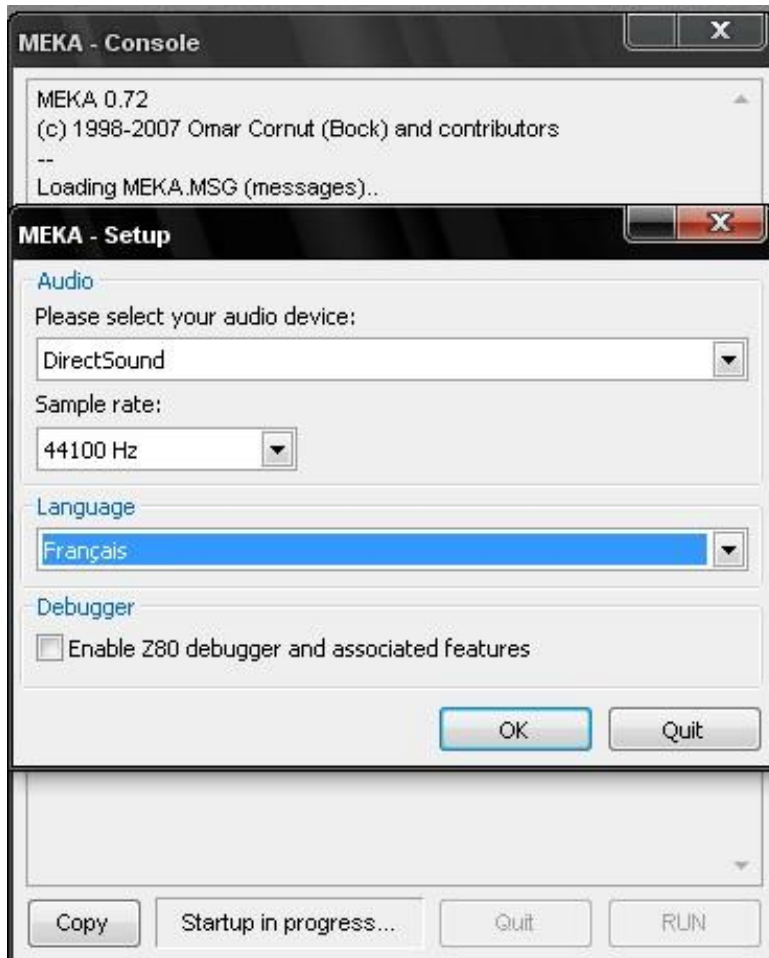 MEKA - Console
MEKA 0.72
(c) 1998-2007 Omar Cornut (Bock) and contributors
--
Loading MEKA.MSG (messages)..
MEKA - Setup
Audio
Please select your audio device:
DirectSound
Sample rate:
44100 Hz
Language
Français
Debugger
Enable Z80 debugger and associated features
OK Quit
Copy Startup in progress... Quit RUN